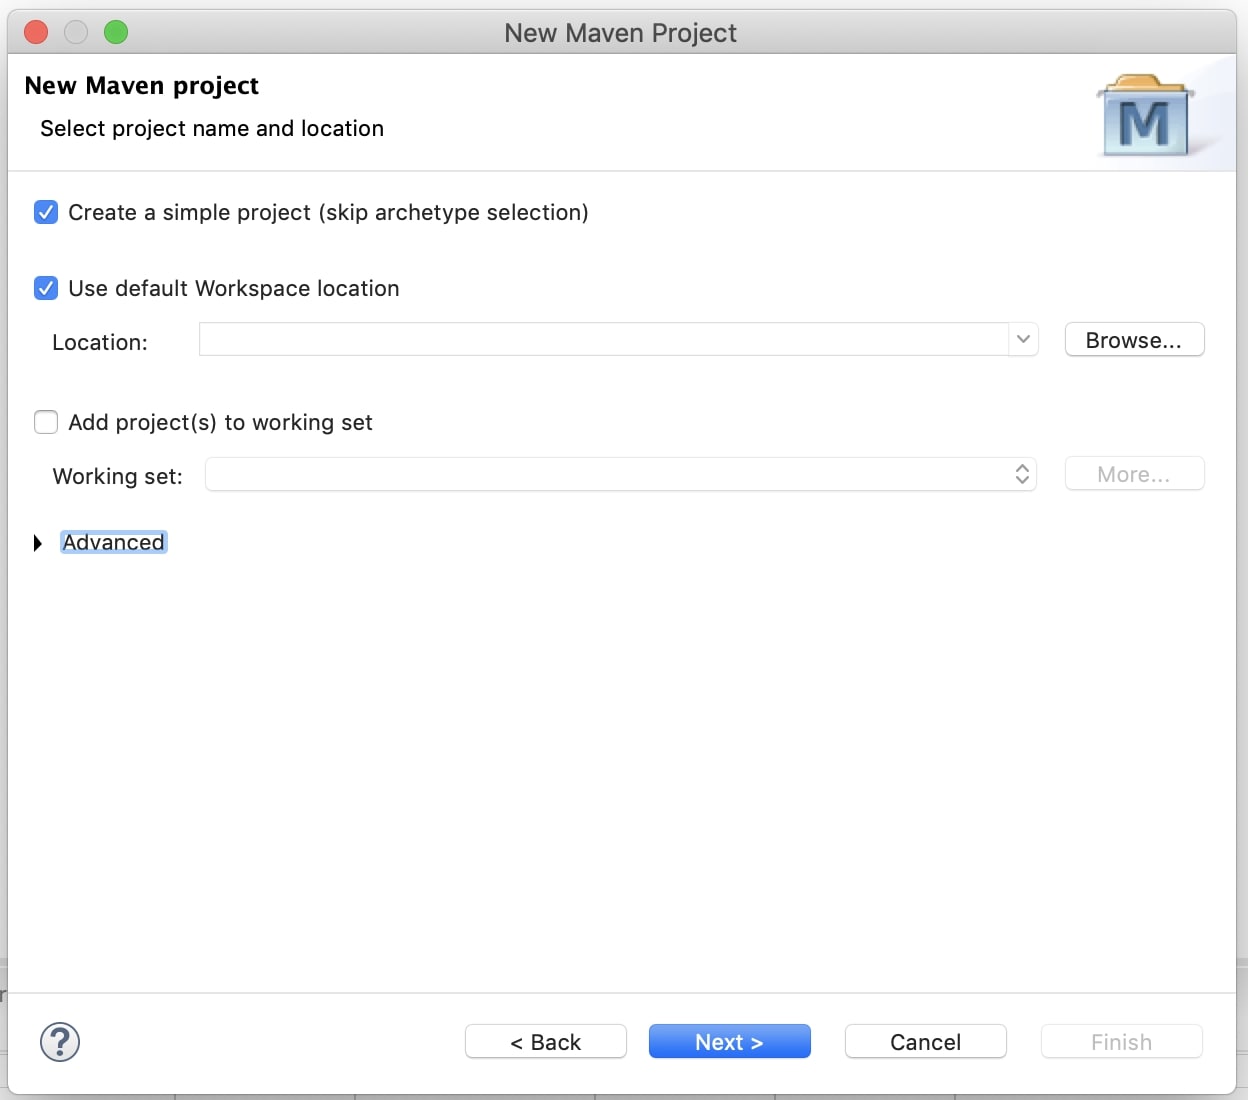 New Maven Project
New Maven project
Select project name and location
M
Create a simple project (skip archetype selection)
Use default Workspace location
Location:
Browse...
Add project(s) to working set
Working set:
More...
Advanced
r
?
< Back
Next >
Cancel
Finish